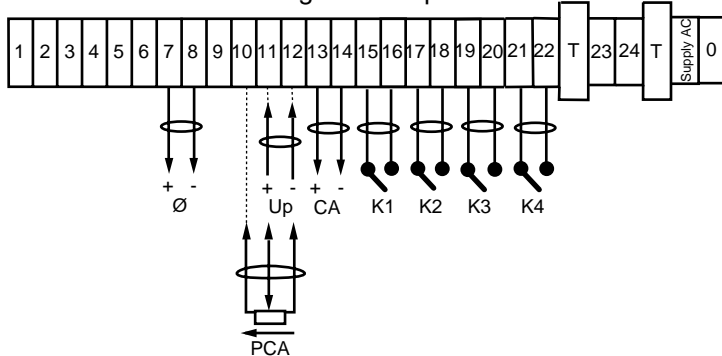 1 2 3 4 5 6 7 8 9 10 11 12 13 14 15 16 17 18 19 20 21 22 T 23 24 T Supply AC 0
+ - + - + -
Ø Up CA K1 K2 K3 K4
PCA